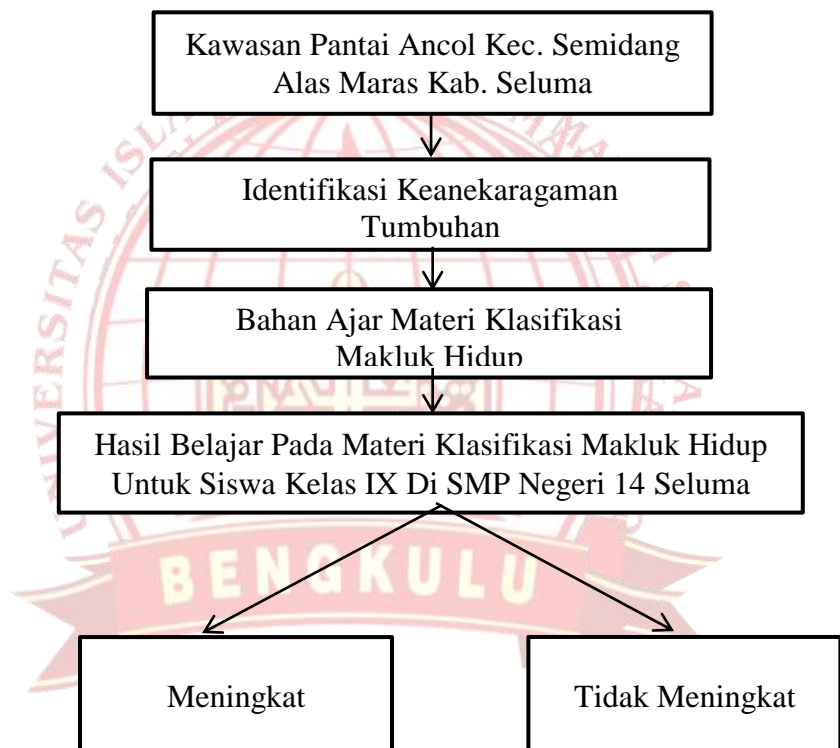 Kawasan Pantai Ancol Kec. Semidang
Alas Maras Kab. Seluma
Identifikasi Keanekaragaman
Tumbuhan
Bahan Ajar Materi Klasifikasi
Makluk Hidup
Hasil Belajar Pada Materi Klasifikasi Makluk Hidup
Untuk Siswa Kelas IX Di SMP Negeri 14 Seluma
BENGKULU
Meningkat
Tidak Meningkat
UNIVERSITAS